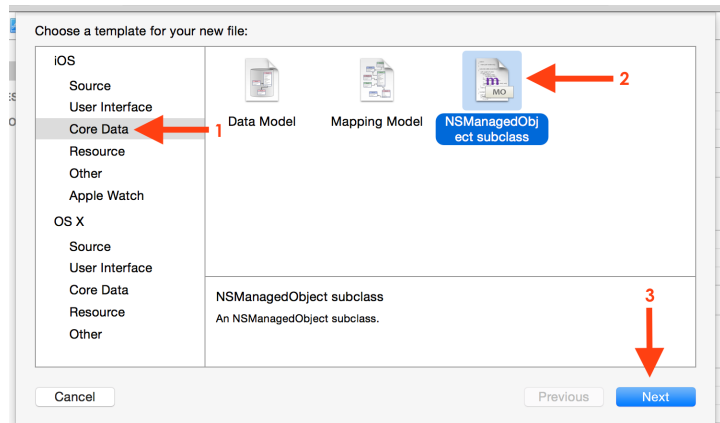 Choose a template for your new file:
iOS
Source
User Interface
Core Data
1
Resource
Other
Apple Watch
OS X
Source
User Interface
Core Data
Resource
Other
Data Model
Mapping Model
m
MO
NSManagedObj
ect subclass
2
NSManagedObject subclass
An NSManagedObject subclass.
3
Cancel
Previous
Next